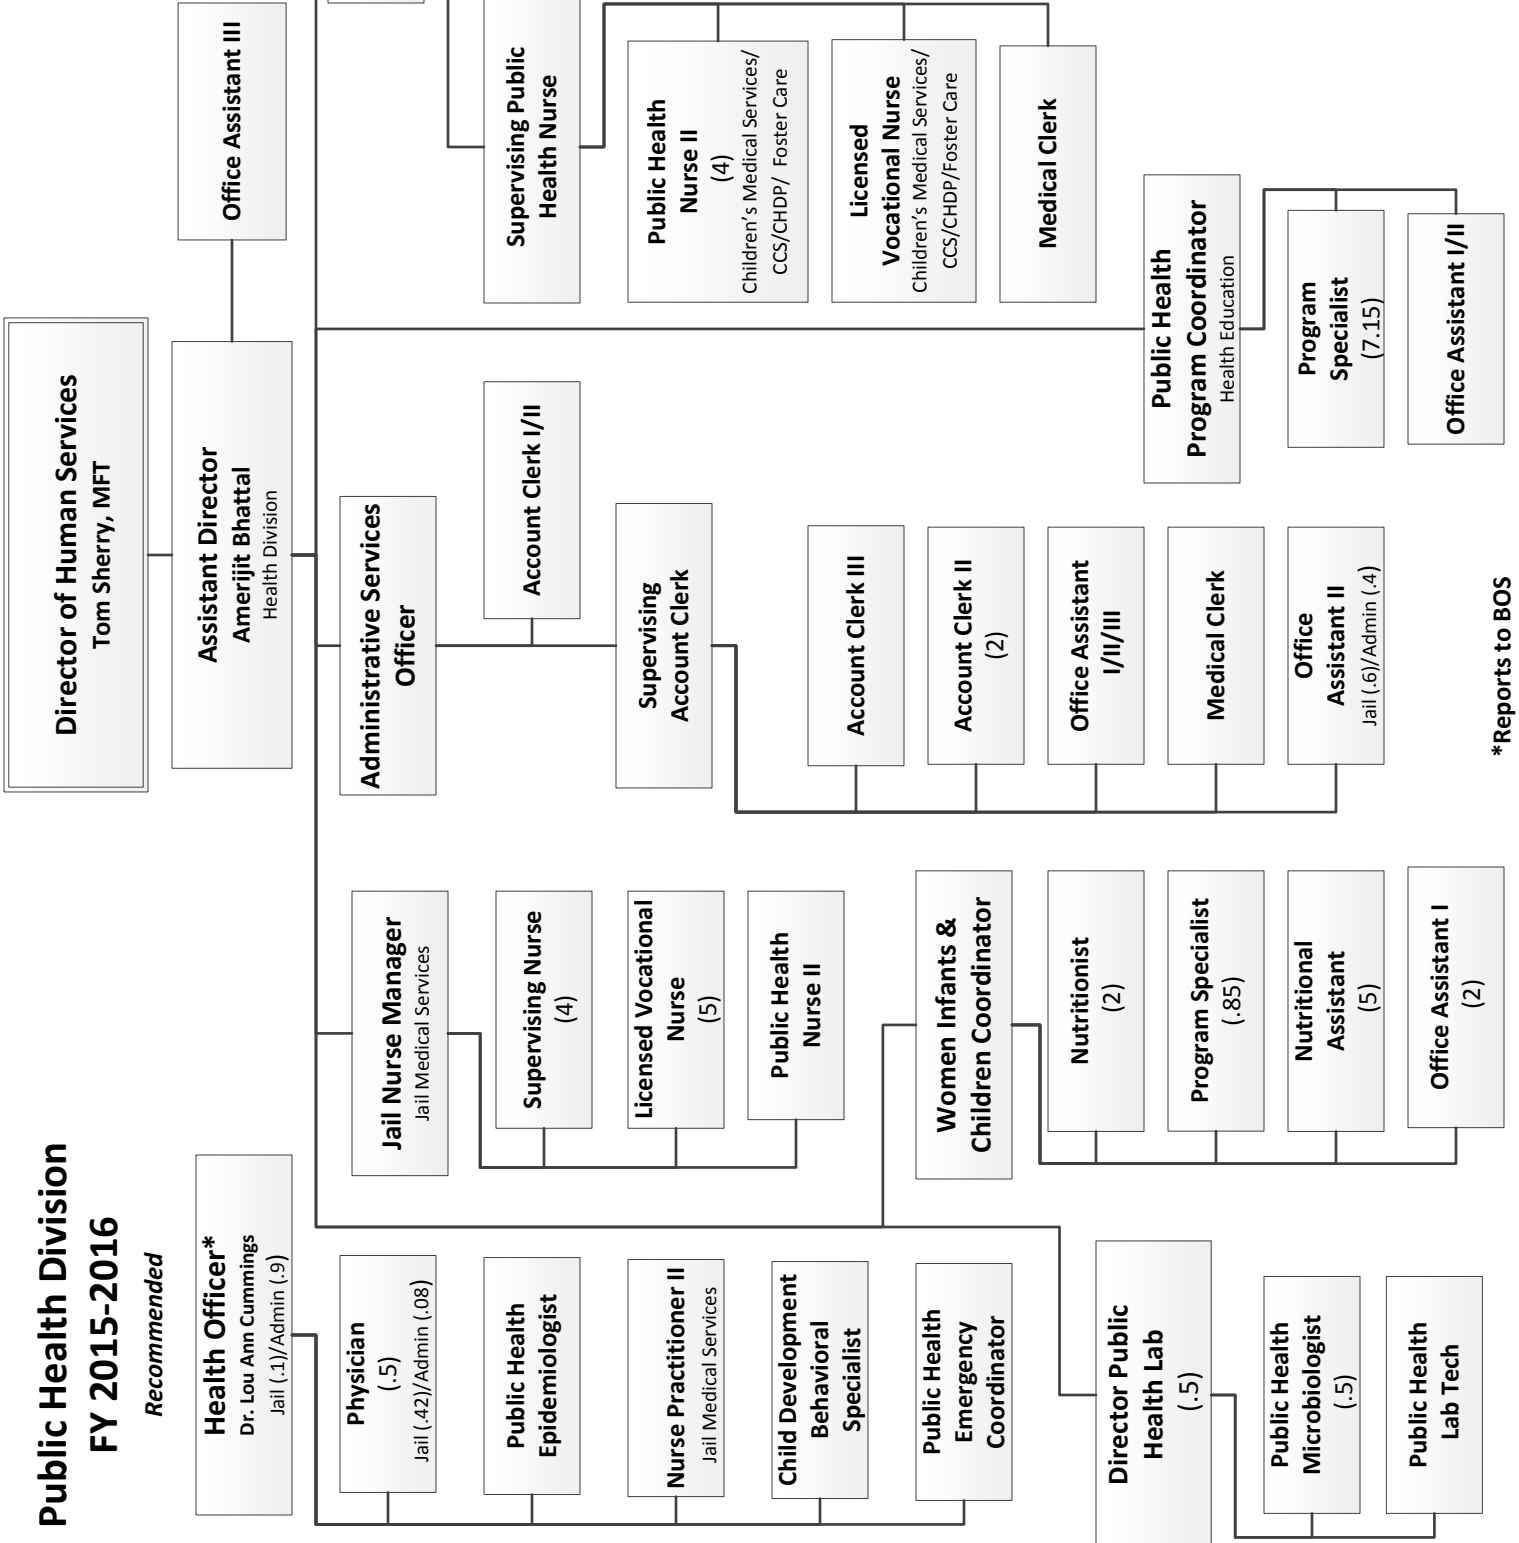 Public Health Division
FY 2015-2016
Recommended
Director of Human Services
Tom Sherry, MFT
Assistant Director
Amerijit Bhattal
Health Division
Office Assistant III
Health Officer*
Dr. Lou Ann Cummings
Jail (.1)/Admin (.9)
Physician
(.5)
Jail (.42)/Admin (.08)
Public Health
Epidemiologist
Nurse Practitioner II
Jail Medical Services
Child Development
Behavioral
Specialist
Public Health
Emergency
Coordinator
Director Public
Health Lab
(.5)
Public Health
Microbiologist
(.5)
Public Health
Lab Tech
Jail Nurse Manager
Jail Medical Services
Supervising Nurse
(4)
Licensed Vocational
Nurse
(5)
Public Health
Nurse II
Women Infants &
Children Coordinator
Nutritionist
(2)
Program Specialist
(.85)
Nutritional
Assistant
(5)
Office Assistant I
(2)
Administrative Services
Officer
Account Clerk I/II
Supervising
Account Clerk
Account Clerk III
Account Clerk II
(2)
Office Assistant
I/II/III
Medical Clerk
Office
Assistant II
Jail (.6)/Admin (.4)
Supervising Public
Health Nurse
Public Health
Nurse II
(4)
Children's Medical Services/
CCS/CHDP/ Foster Care
Licensed
Vocational Nurse
Children's Medical Services/
CCS/CHDP/Foster Care
Medical Clerk
Public Health
Program Coordinator
Health Education
Program
Specialist
(7.15)
Office Assistant I/II
*Reports to BOS